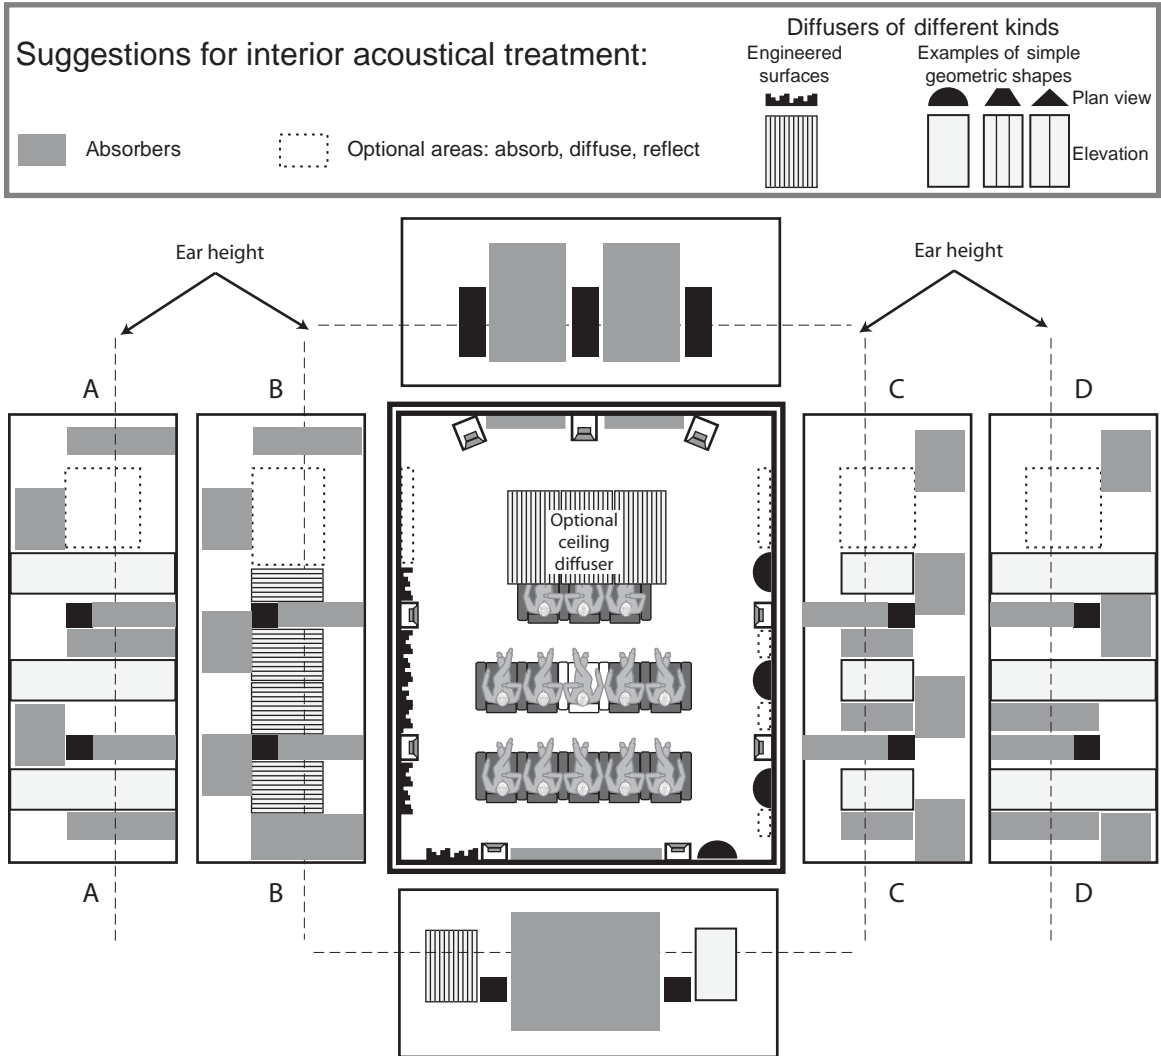 Suggestions for interior acoustical treatment:
Diffusers of different kinds
Engineered
surfaces
Examples of simple
geometric shapes
Plan view
Absorbers
Optional areas: absorb, diffuse, reflect
Elevation
Ear height
Ear height
A
B
C
D
Optional
ceiling
diffuser
A
B
C
D